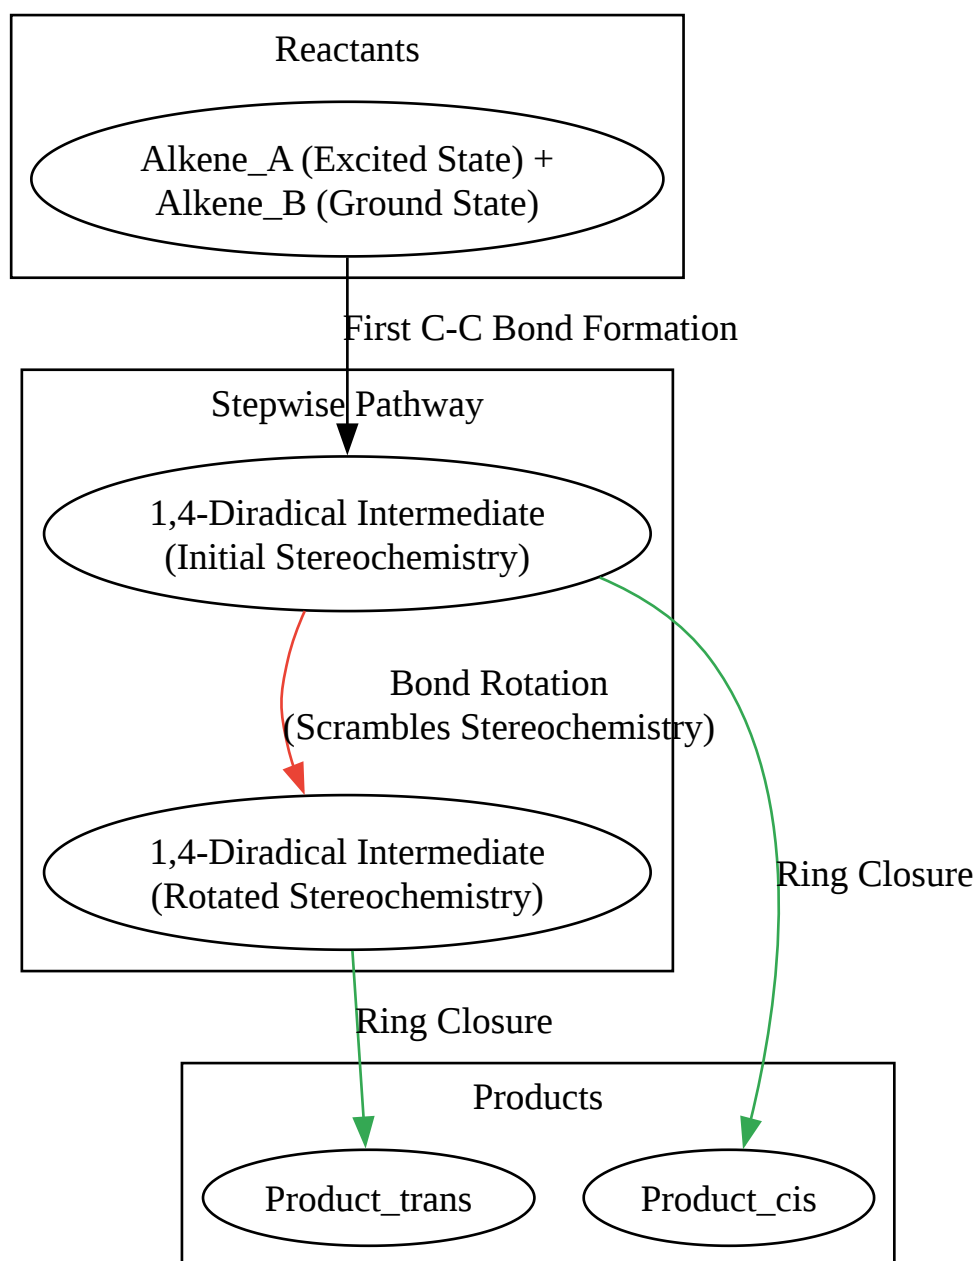 Reactants
Alkene_A (Excited State) +
Alkene_B (Ground State)
First C-C Bond Formation
Stepwise Pathway
1,4-Diradical Intermediate
(Initial Stereochemistry)
Bond Rotation
(Scrambles Stereochemistry)
1,4-Diradical Intermediate
(Rotated Stereochemistry)
Ring Closure
Ring Closure
Products
Product_trans
Product_cis